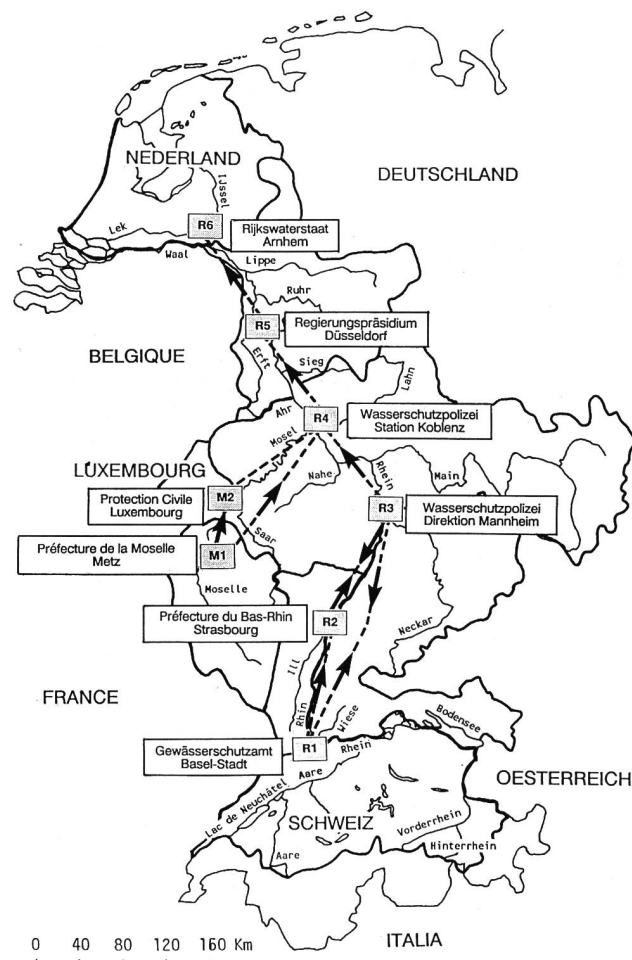 NEDERLAND
DEUTSCHLAND
IJssel
R6
Rijkswaterstaat
Arnhem
Lek
Waal
Lippe
Ruhr
R5
Regierungspräsidium
Düsseldorf
BELGIQUE
Erft
Sieg
Lahn
Ahr
R4
Wasserschutzpolizei
Station Koblenz
Mosel
LUXEMBOURG
Nahe
Rhein
Main
Protection Civile
Luxembourg
M2
R3
Wasserschutzpolizei
Direktion Mannheim
Saar
Préfecture de la Moselle
Metz
M1
Moselle
Préfecture du Bas-Rhin
Strasbourg
R2
Neckar
Ill
FRANCE
Rhin
Wiese
Bodensee
Gewässerschutzamt
Basel-Stadt
R1
Rhein
Aare
OESTERREICH
Lac de Neuchâtel
SCHWEIZ
Vorderrhein
Hinterrhein
Aare
0 40 80 120 160 Km
ITALIA